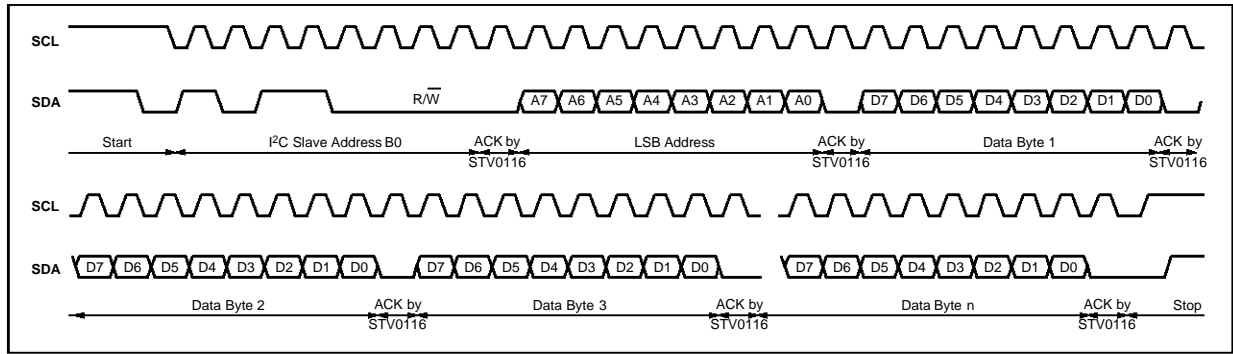 SCL
SDA R/W A7 A6 A5 A4 A3 A2 A1 A0 D7 D6 D5 D4 D3 D2 D1 D0
Start I²C Slave Address B0 ACK by STV0116 LSB Address ACK by STV0116 Data Byte 1 ACK by STV0116
SCL
SDA D7 D6 D5 D4 D3 D2 D1 D0 D7 D6 D5 D4 D3 D2 D1 D0 D7 D6 D5 D4 D3 D2 D1 D0
Data Byte 2 ACK by STV0116 Data Byte 3 ACK by STV0116 Data Byte n ACK by STV0116 Stop